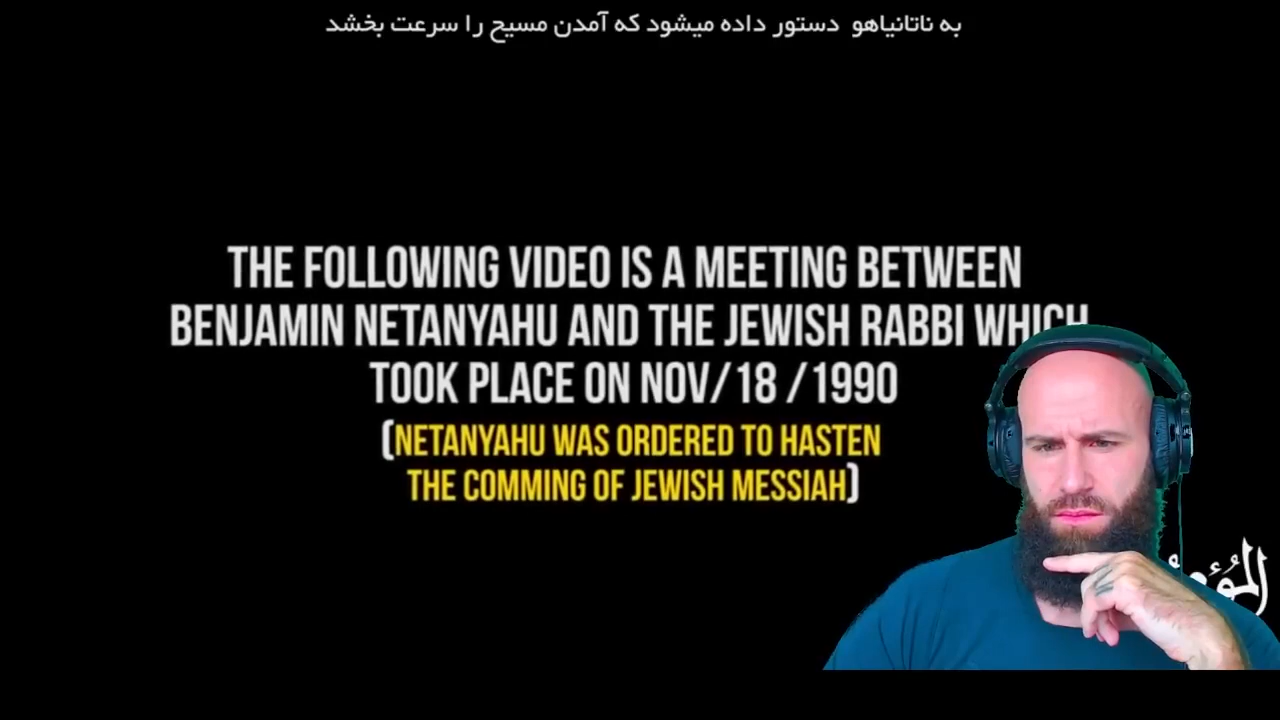 به ناتانیاهو دستور داده میشود که آمدن مسیح را سرعت بخشد
THE FOLLOWING VIDEO IS A MEETING BETWEEN
BENJAMIN NETANYAHU AND THE JEWISH RABBI WHICH
TOOK PLACE ON NOV/18 /1990
(NETANYAHU WAS ORDERED TO HASTEN
THE COMMING OF JEWISH MESSIAH)